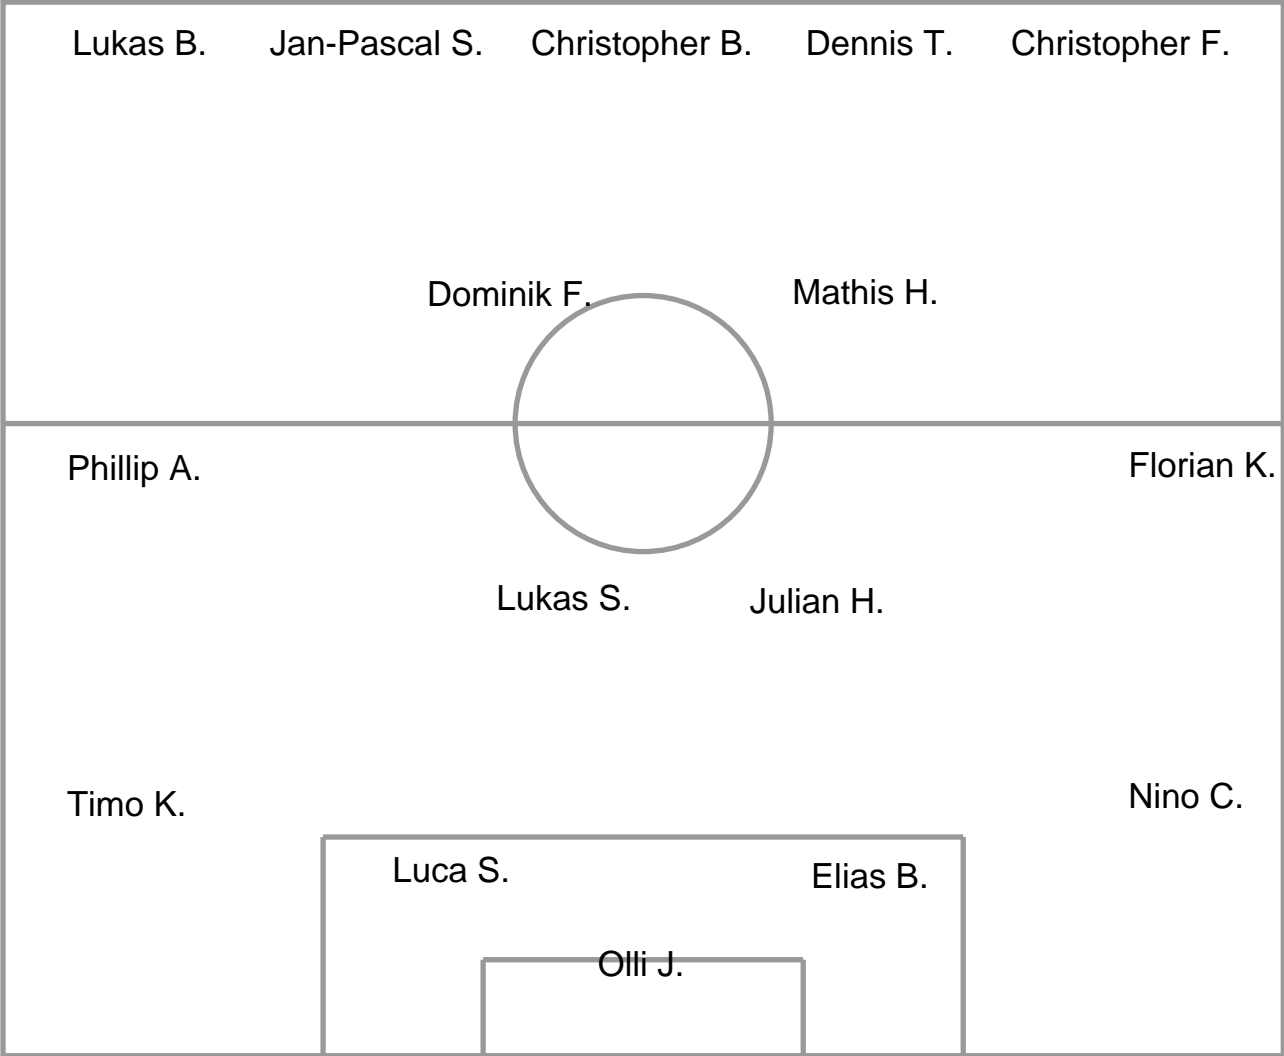 Lukas B. Jan-Pascal S. Christopher B. Dennis T. Christopher F.
Dominik F. Mathis H.
Phillip A. Florian K.
Lukas S. Julian H.
Timo K. Nino C.
Luca S. Elias B.
Olli J.